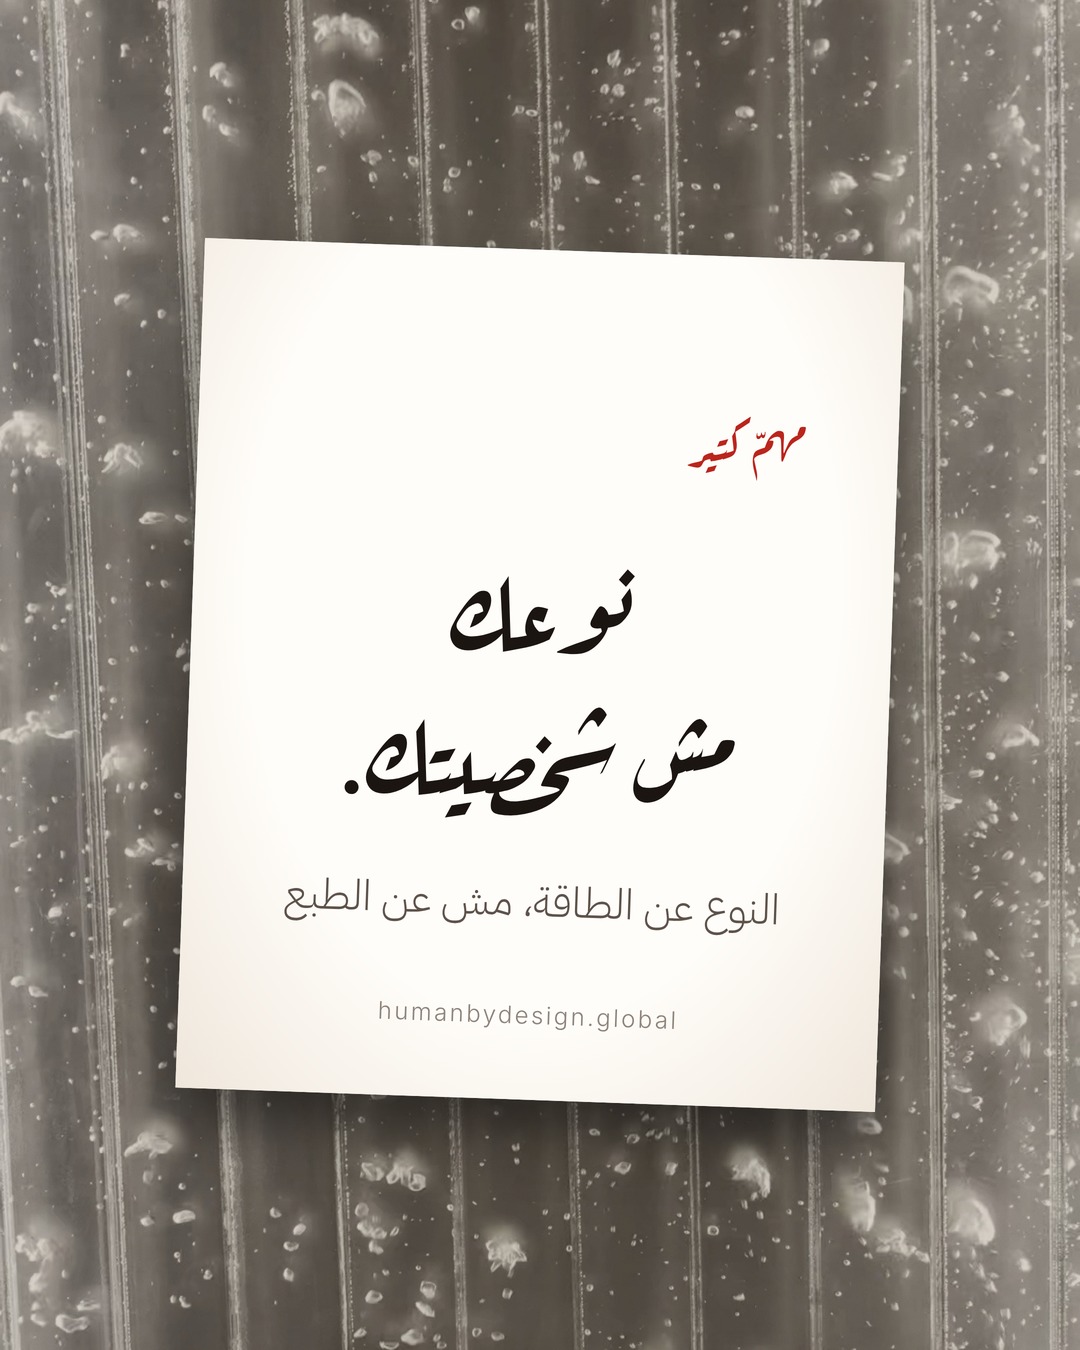 مهمّ كتير
نوعك
مش شخصيتك.
النوع عن الطاقة، مش عن الطبع
humanbydesign.global